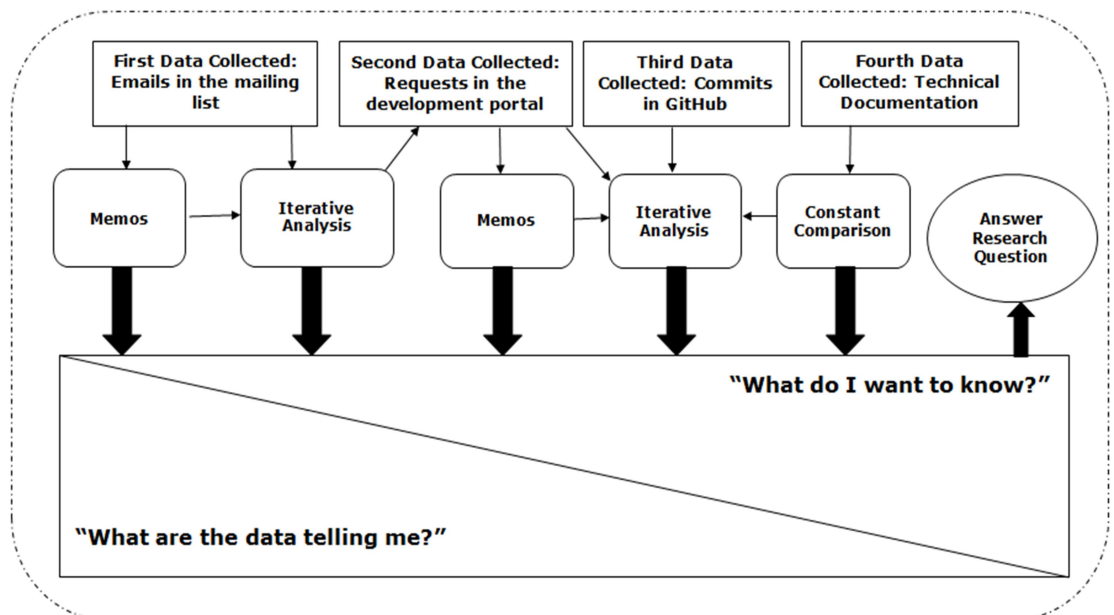 First Data Collected:
Emails in the mailing
list
Second Data Collected:
Requests in the
development portal
Third Data
Collected: Commits
in GitHub
Fourth Data
Collected: Technical
Documentation
Memos
Iterative
Analysis
Memos
Iterative
Analysis
Constant
Comparison
Answer
Research
Question
“What do I want to know?”
“What are the data telling me?”